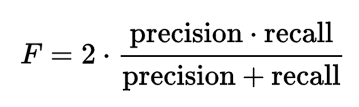 F = 2 · precision · recall / precision + recall